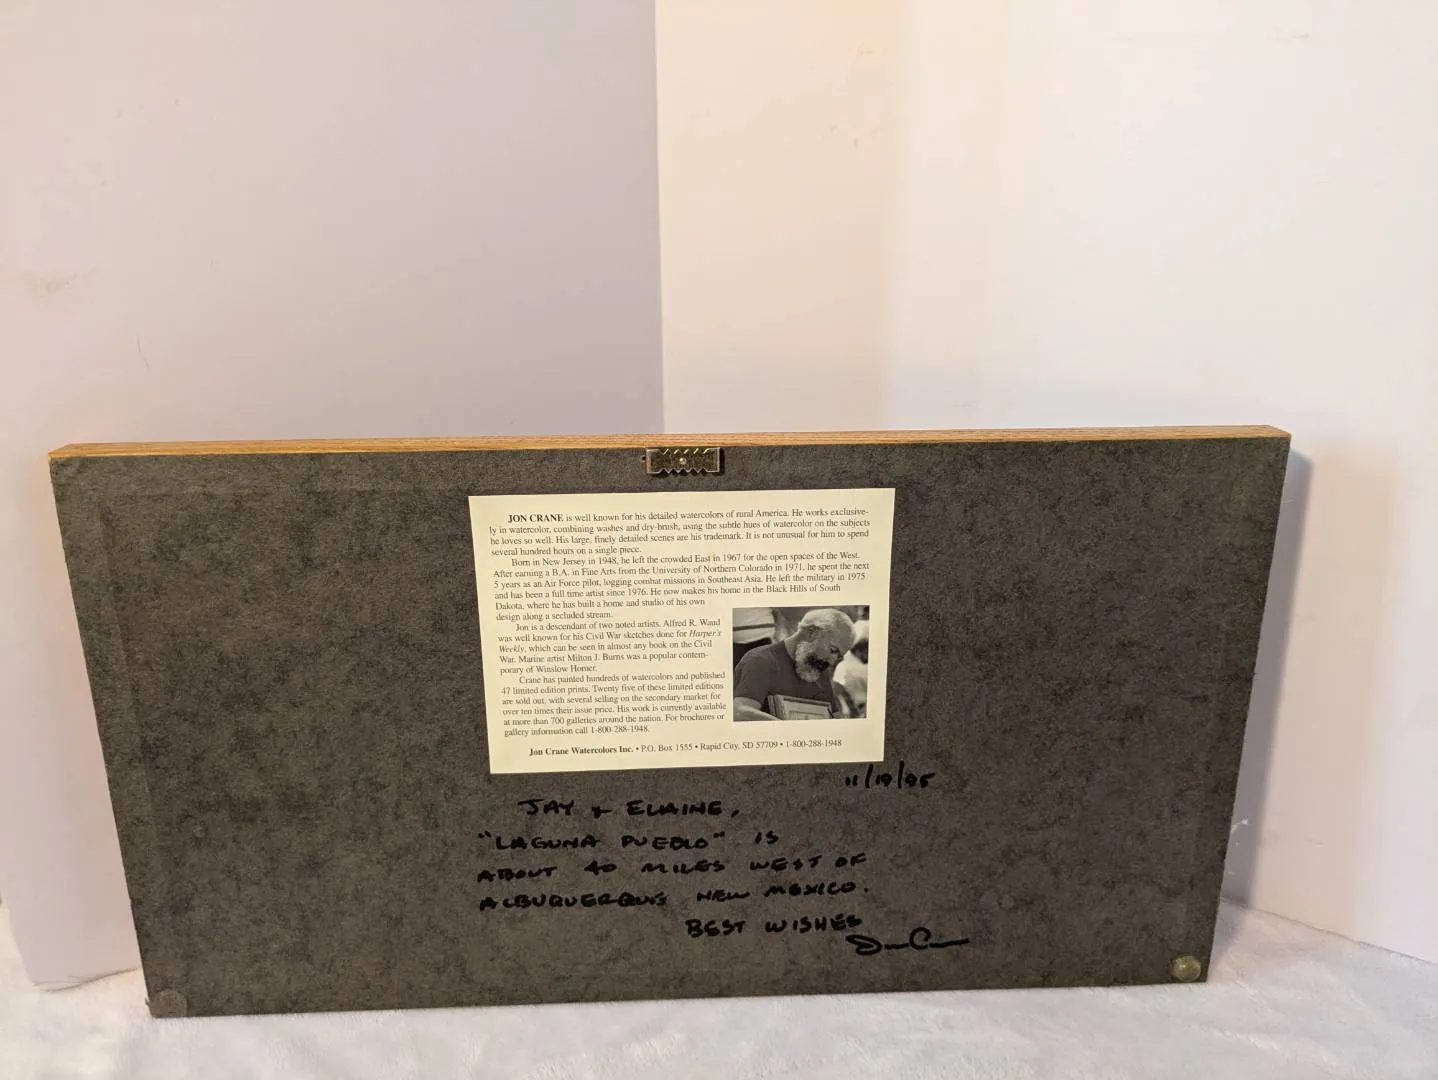 JON CRANE is well known for his detailed watercolors of rural America. He works exclusive-
ly in watercolor, combining washes and dry-brush, using the subtle hues of watercolor on the subjects
he loves so well. His large, finely detailed scenes are his trademark. It is not unusual for him to spend
several hundred hours on a single piece.
Born in New Jersey in 1948, he left the crowded East in 1967 for the open spaces of the West.
After earning a B.A. in Fine Arts from the University of Northern Colorado in 1971, he spent the next
5 years as an Air Force pilot, logging combat missions in Southeast Asia. He left the military in 1975
and has been a full time artist since 1976. He now makes his home in the Black Hills of South
Dakota, where he has built a home and studio of his own
design along a secluded stream.
Jon is a descendant of two noted artists. Alfred R. Waud
was well known for his Civil War sketches done for Harper's
Weekly, which can be seen in almost any book on the Civil
War. Marine artist Milton J. Burns was a popular contem-
porary of Winslow Homer.
Crane has painted hundreds of watercolors and published
47 limited edition prints. Twenty five of these limited editions
are sold out, with several selling on the secondary market for
over ten times their issue price. His work is currently available
at more than 700 galleries around the nation. For brochures or
gallery information call 1-800-288-1948.
Jon Crane Watercolors Inc. • P.O. Box 1555 • Rapid City, SD 57709 • 1-800-288-1948
11/19/95
JAY + ELAINE,
"LAGUNA PUEBLO" IS
ABOUT 40 MILES WEST OF
ALBUQUERQUE NEW MEXICO.
BEST WISHES
Jon Crane